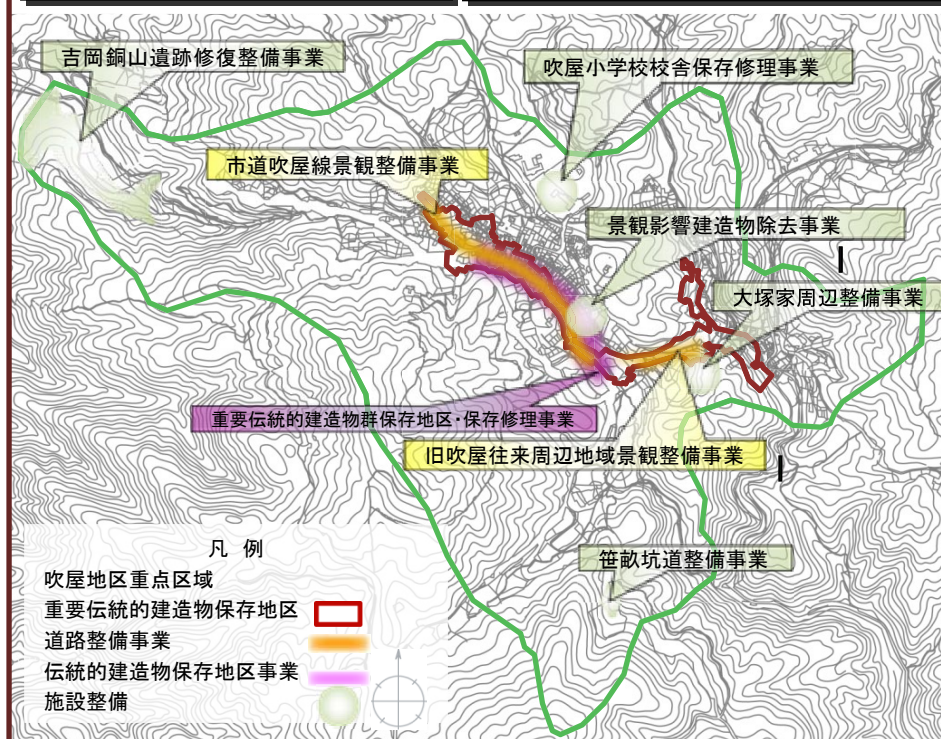 吉岡銅山遺跡修復整備事業
吹屋小学校校舎保存修理事業
市道吹屋線景観整備事業
景観影響建造物除去事業
大塚家周辺整備事業
重要伝統的建造物群保存地区・保存修理事業
旧吹屋往来周辺地域景観整備事業
笹畝坑道整備事業
凡 例
吹屋地区重点区域
重要伝統的建造物保存地区
道路整備事業
伝統的建造物保存地区事業
施設整備